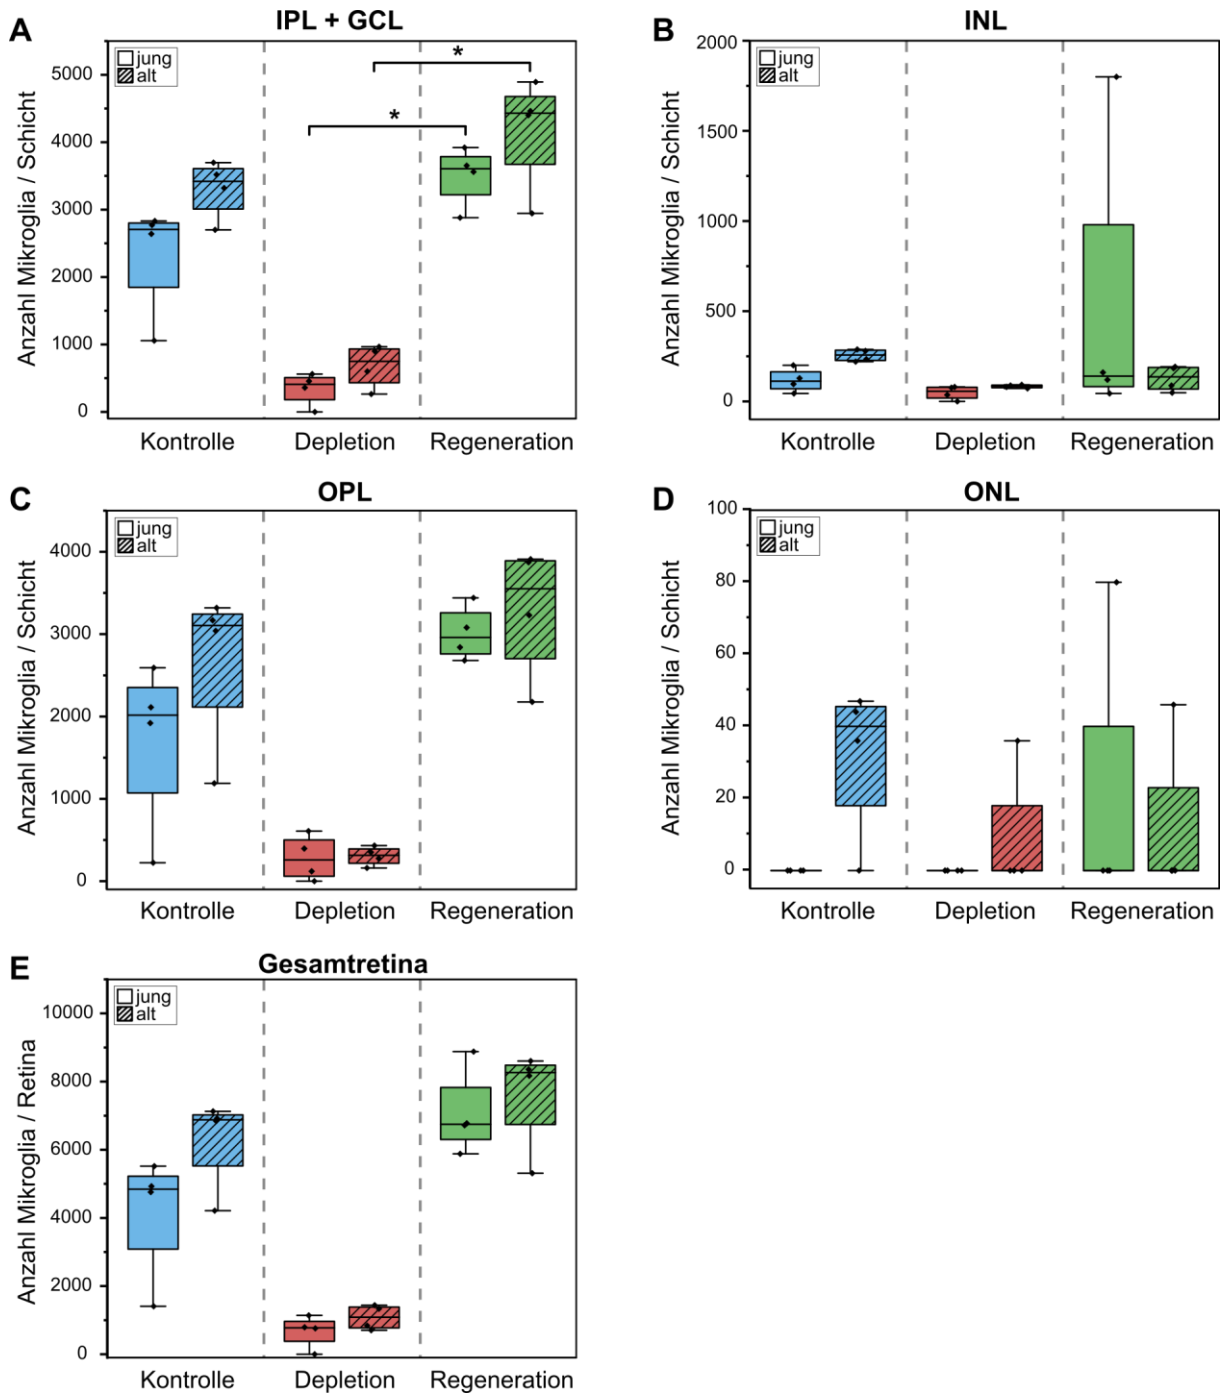 A
IPL + GCL
jung
alt
Anzahl Mikroglia / Schicht
5000
4000
3000
2000
1000
0
*
*
Kontrolle
Depletion
Regeneration
B
INL
jung
alt
Anzahl Mikroglia / Schicht
2000
1500
1000
500
0
Kontrolle
Depletion
Regeneration
C
OPL
jung
alt
Anzahl Mikroglia / Schicht
4000
3000
2000
1000
0
Kontrolle
Depletion
Regeneration
D
ONL
jung
alt
Anzahl Mikroglia / Schicht
100
80
60
40
20
0
Kontrolle
Depletion
Regeneration
E
Gesamtretina
jung
alt
Anzahl Mikroglia / Retina
10000
8000
6000
4000
2000
0
Kontrolle
Depletion
Regeneration